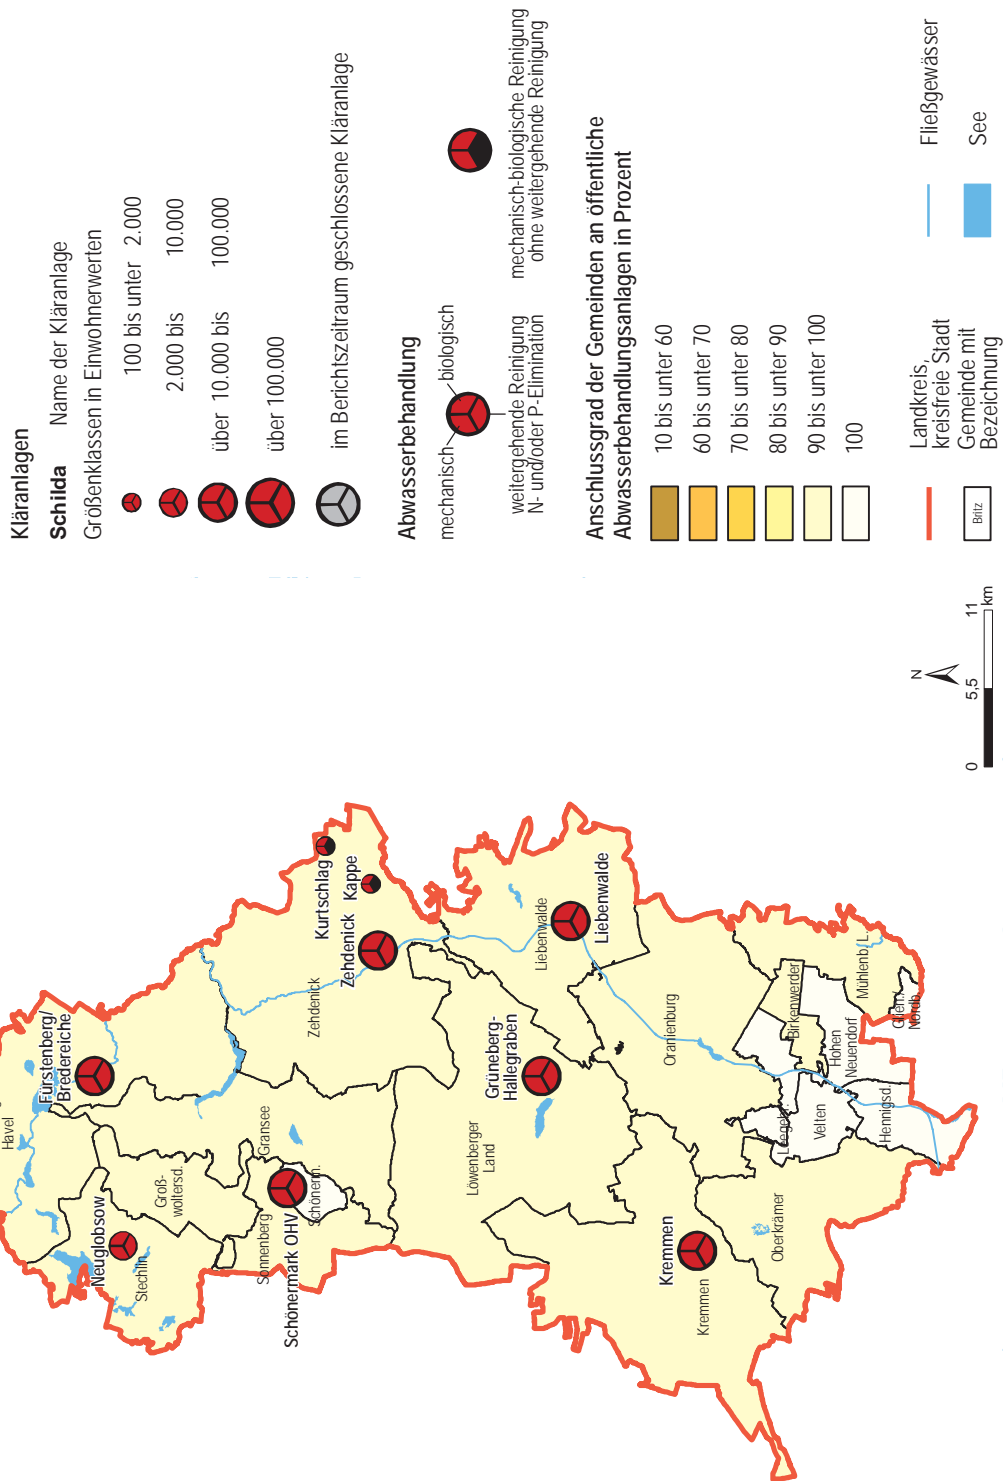 Kläranlagen
Schilda Name der Kläranlage
Größenklassen in Einwohnerwerten
100 bis unter 2.000
2.000 bis 10.000
über 10.000 bis 100.000
über 100.000
im Berichtszeitraum geschlossene Kläranlage
Abwasserbehandlung
mechanisch
biologisch
weitergehende Reinigung
N- und/oder P-Elimination
mechanisch-biologische Reinigung
ohne weitergehende Reinigung
Anschlussgrad der Gemeinden an öffentliche
Abwasserbehandlungsanlagen in Prozent
10 bis unter 60
60 bis unter 70
70 bis unter 80
80 bis unter 90
90 bis unter 100
100
Landkreis,
kreisfreie Stadt
Britz
Gemeinde mit
Bezeichnung
Fließgewässer
See
N
0
5,5
11
km
Havel
Fürstenberg/
Bredereiche
Neuglobsow
Stechlin
Groß-
woltersd.
Gransee
Sonnenberg
Schönerm.
Schönermark OHV
Kurtschlag
Kappe
Zehdenick
Zehdenick
Löwenberger
Land
Grüneberg-
Hallegraben
Liebenwalde
Liebenwalde
Oranienburg
Kremmen
Kremmen
Oberkrämer
Leegebr.
Velten
Hennigsd.
Birkenwerder
Hohen
Neuendorf
Mühlenb. L.
Glien./
Nordb.